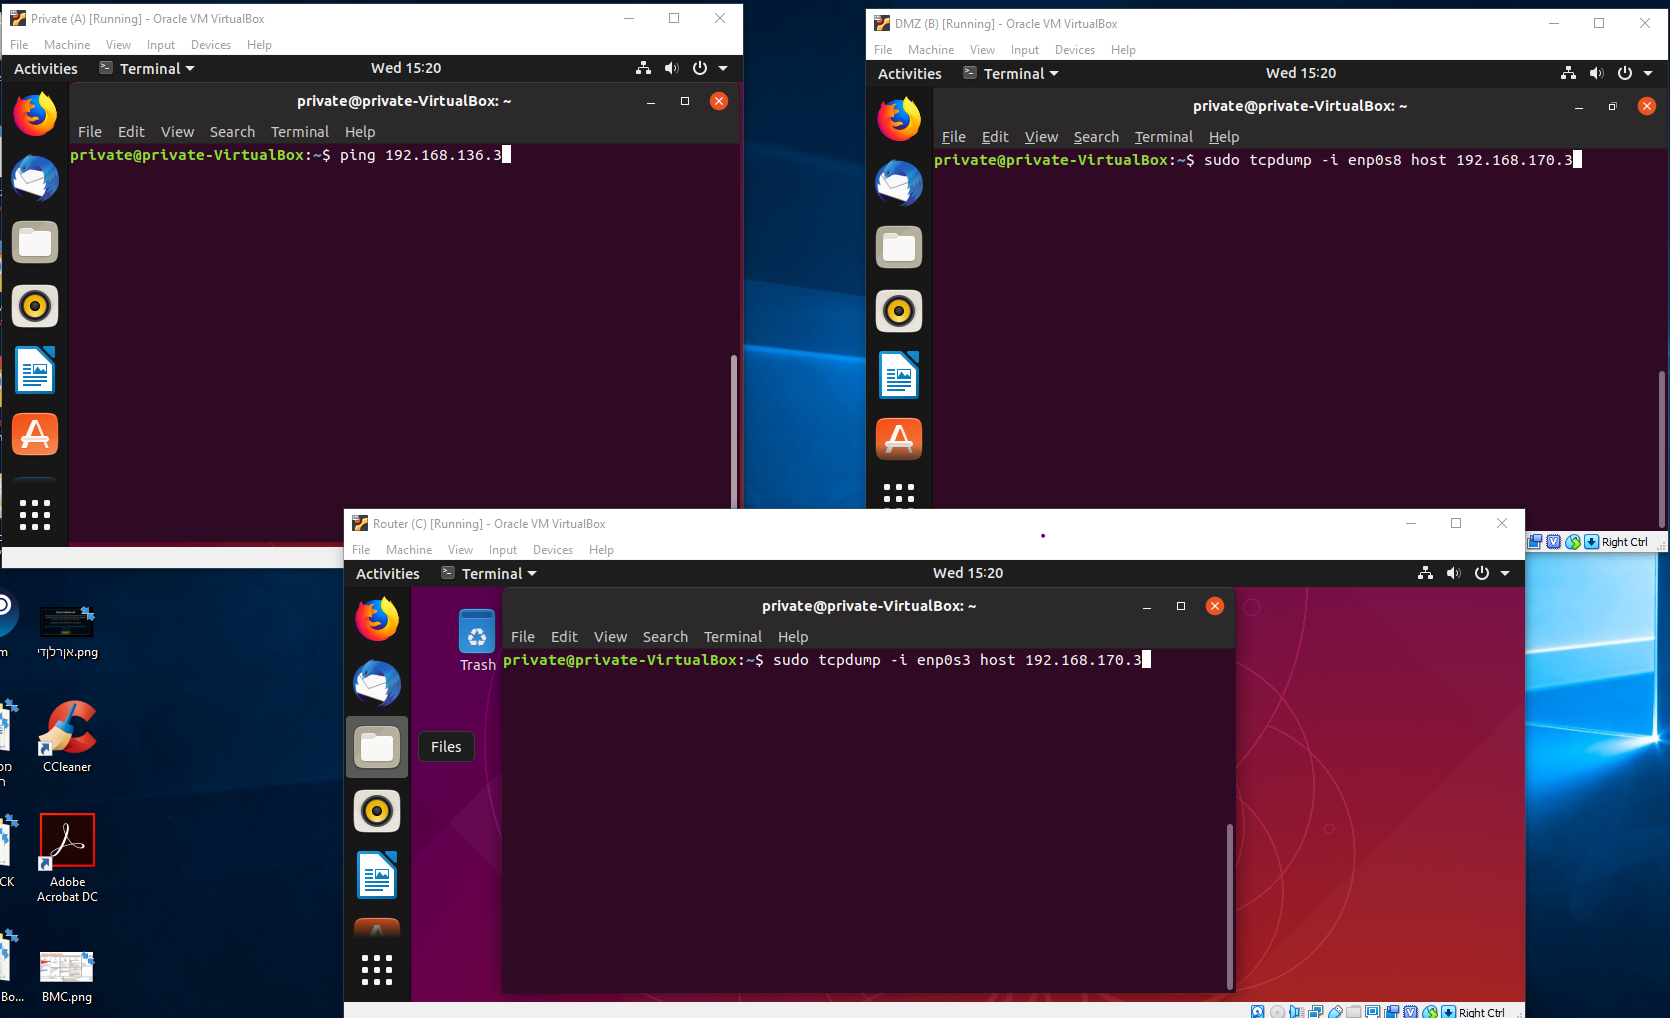 Private (A) [Running] - Oracle VM VirtualBox
File Machine View Input Devices Help
Activities Terminal Wed 15:20
private@private-VirtualBox: ~
File Edit View Search Terminal Help
private@private-VirtualBox:~$ ping 192.168.136.3
DMZ (B) [Running] - Oracle VM VirtualBox
File Machine View Input Devices Help
Activities Terminal Wed 15:20
private@private-VirtualBox: ~
File Edit View Search Terminal Help
private@private-VirtualBox:~$ sudo tcpdump -i enp0s8 host 192.168.170.3
Right Ctrl
Router (C) [Running] - Oracle VM VirtualBox
File Machine View Input Devices Help
Activities Terminal Wed 15:20
private@private-VirtualBox: ~
File Edit View Search Terminal Help
Trash
private@private-VirtualBox:~$ sudo tcpdump -i enp0s3 host 192.168.170.3
Files
Right Ctrl
CCleaner
CK
Adobe
Acrobat DC
Bo...
BMC.png